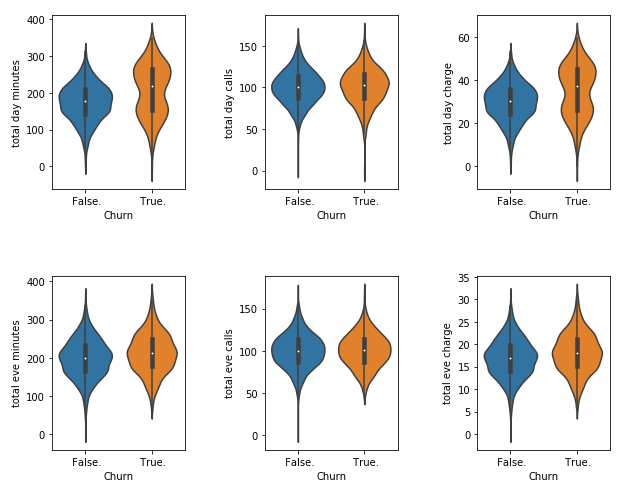 400
300
200
100
0
total day minutes
False. True.
Churn
150
100
50
0
total day calls
False. True.
Churn
60
40
20
0
total day charge
False. True.
Churn
400
300
200
100
0
total eve minutes
False. True.
Churn
150
100
50
0
total eve calls
False. True.
Churn
35
30
25
20
15
10
5
0
total eve charge
False. True.
Churn